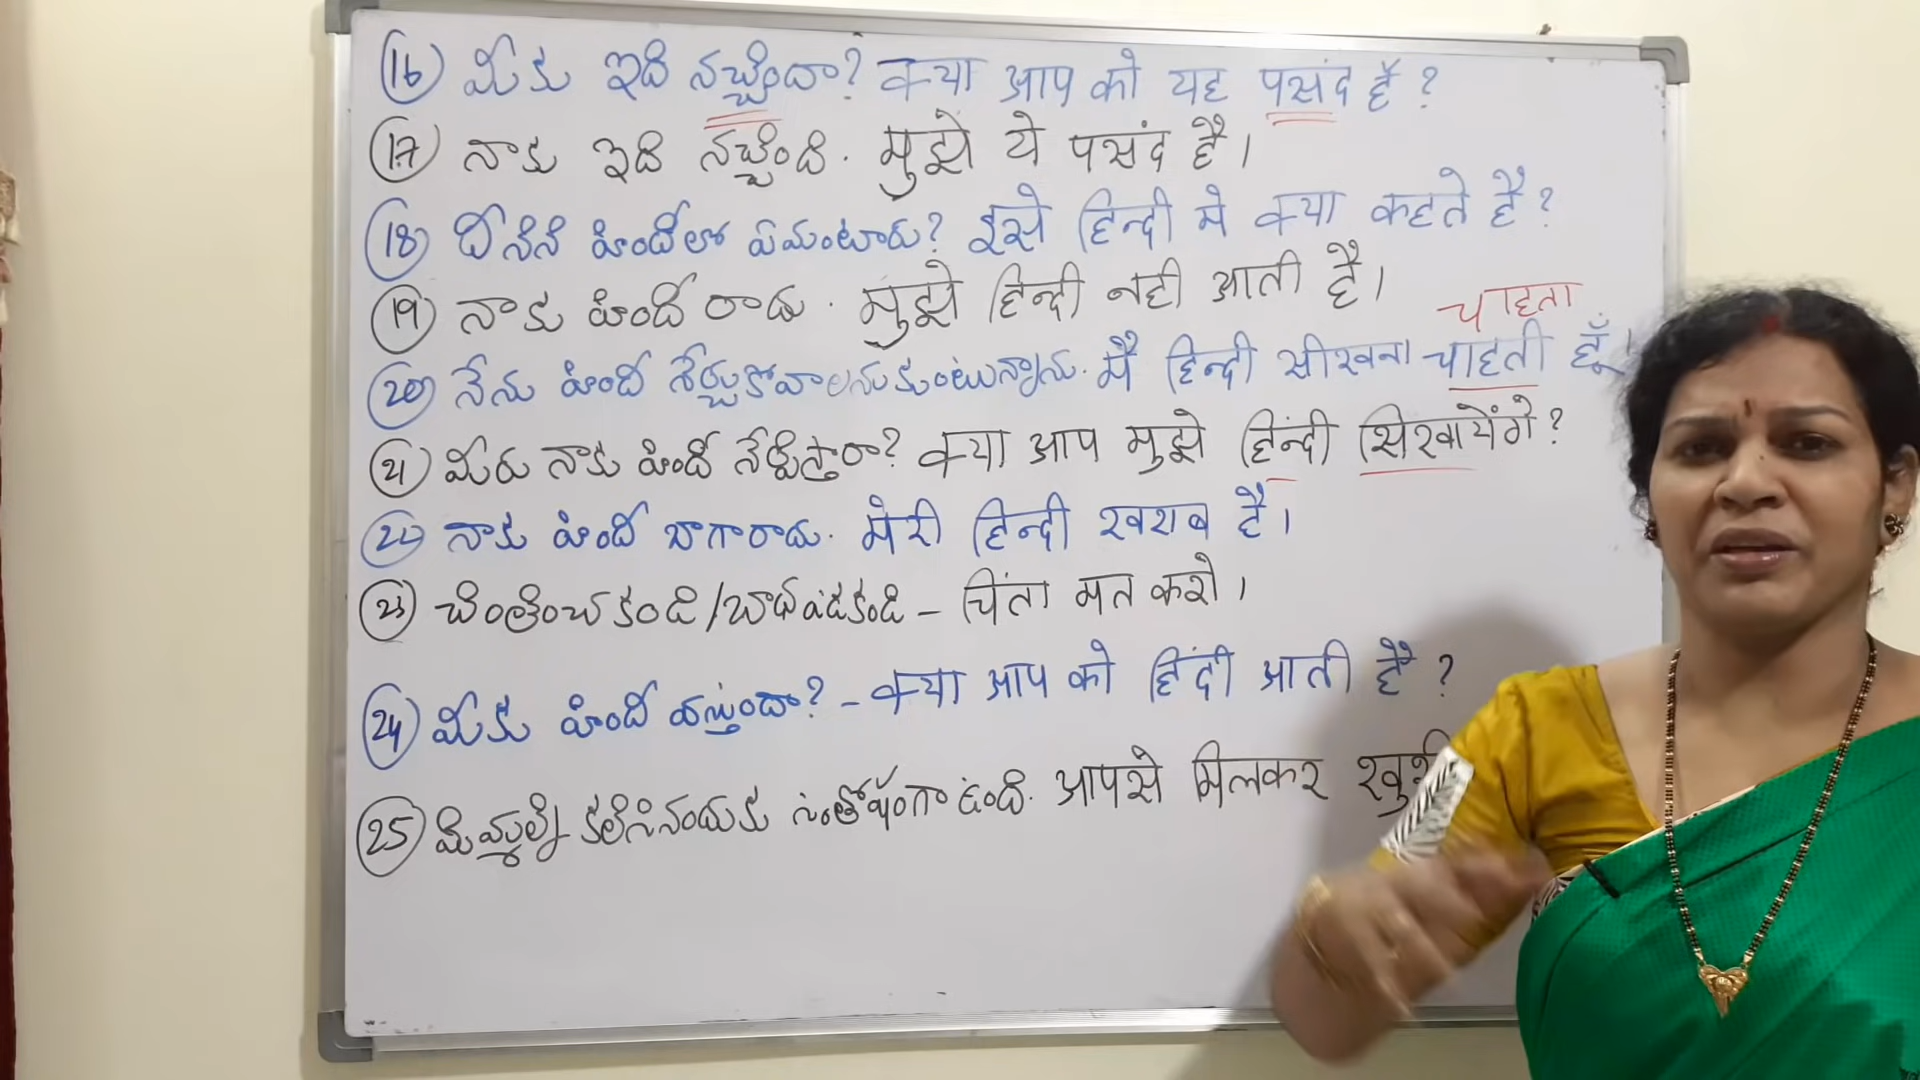 16) మీకు ఇది నచ్చిందా? क्या आप को यह पसंद है ?
17) నాకు ఇది నచ్చింది. मुझे ये पसंद है।
18) దీనిని హిందీలో ఏమంటారు? इसे हिन्दी मे क्या कहते है ?
19) నాకు హిందీ రాదు. मुझे हिन्दी नही आती है।
चाहता
20) నేను హిందీ నేర్చుకోవాలనుకుంటున్నాను. मै हिन्दी सीखना चाहती हूँ।
21) మీరు నాకు హిందీ నేర్పిస్తారా? क्या आप मुझे हिंन्दी सिखायेंगे ?
22) నాకు హిందీ బాగారాదు. मेरी हिन्दी खराब है।
23) చింతించకండి/బాధపడకండి – चिंता मत करो।
24) మీకు హిందీ వస్తుందా? – क्या आप को हिंदी आती है ?
25) మిమ్మల్ని కలిసినందుకు సంతోషంగా ఉంది. आपसे मिलकर